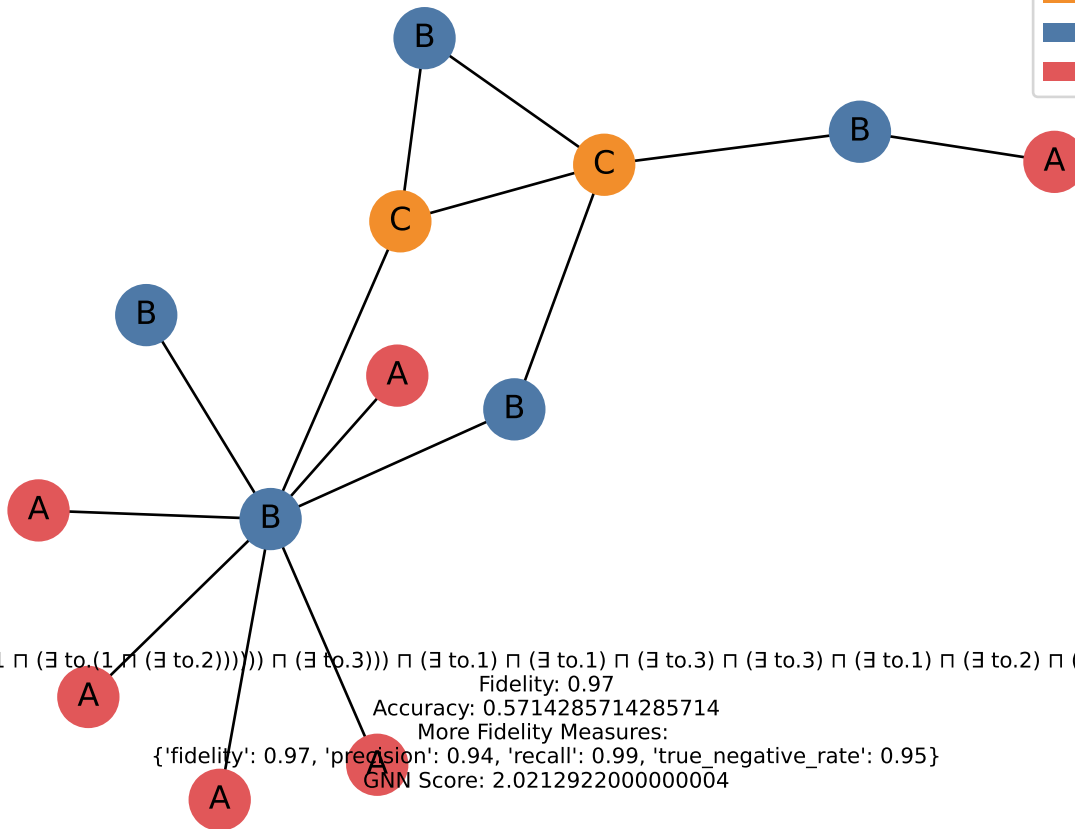 B
B
C
A
C
B
A
B
A
B
A
1 ⊓ (∃ to.(1 ⊓ (∃ to.2)))))) ⊓ (∃ to.3))) ⊓ (∃ to.1) ⊓ (∃ to.1) ⊓ (∃ to.3) ⊓ (∃ to.3) ⊓ (∃ to.1) ⊓ (∃ to.2) ⊓ (
Fidelity: 0.97
A
Accuracy: 0.5714285714285714
More Fidelity Measures:
{'fidelity': 0.97, 'precision': 0.94, 'recall': 0.99, 'true_negative_rate': 0.95}
A
GNN Score: 2.0212922000000004
A